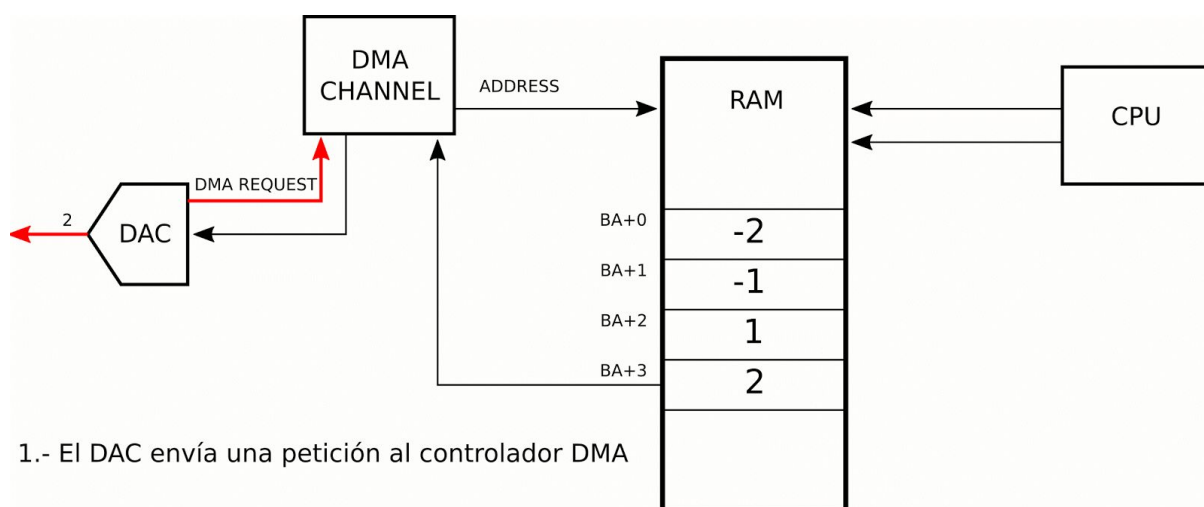 DMA
CHANNEL
ADDRESS
RAM
CPU
DMA REQUEST
2
DAC
BA+0
-2
BA+1
-1
BA+2
1
BA+3
2
1.- El DAC envía una petición al controlador DMA